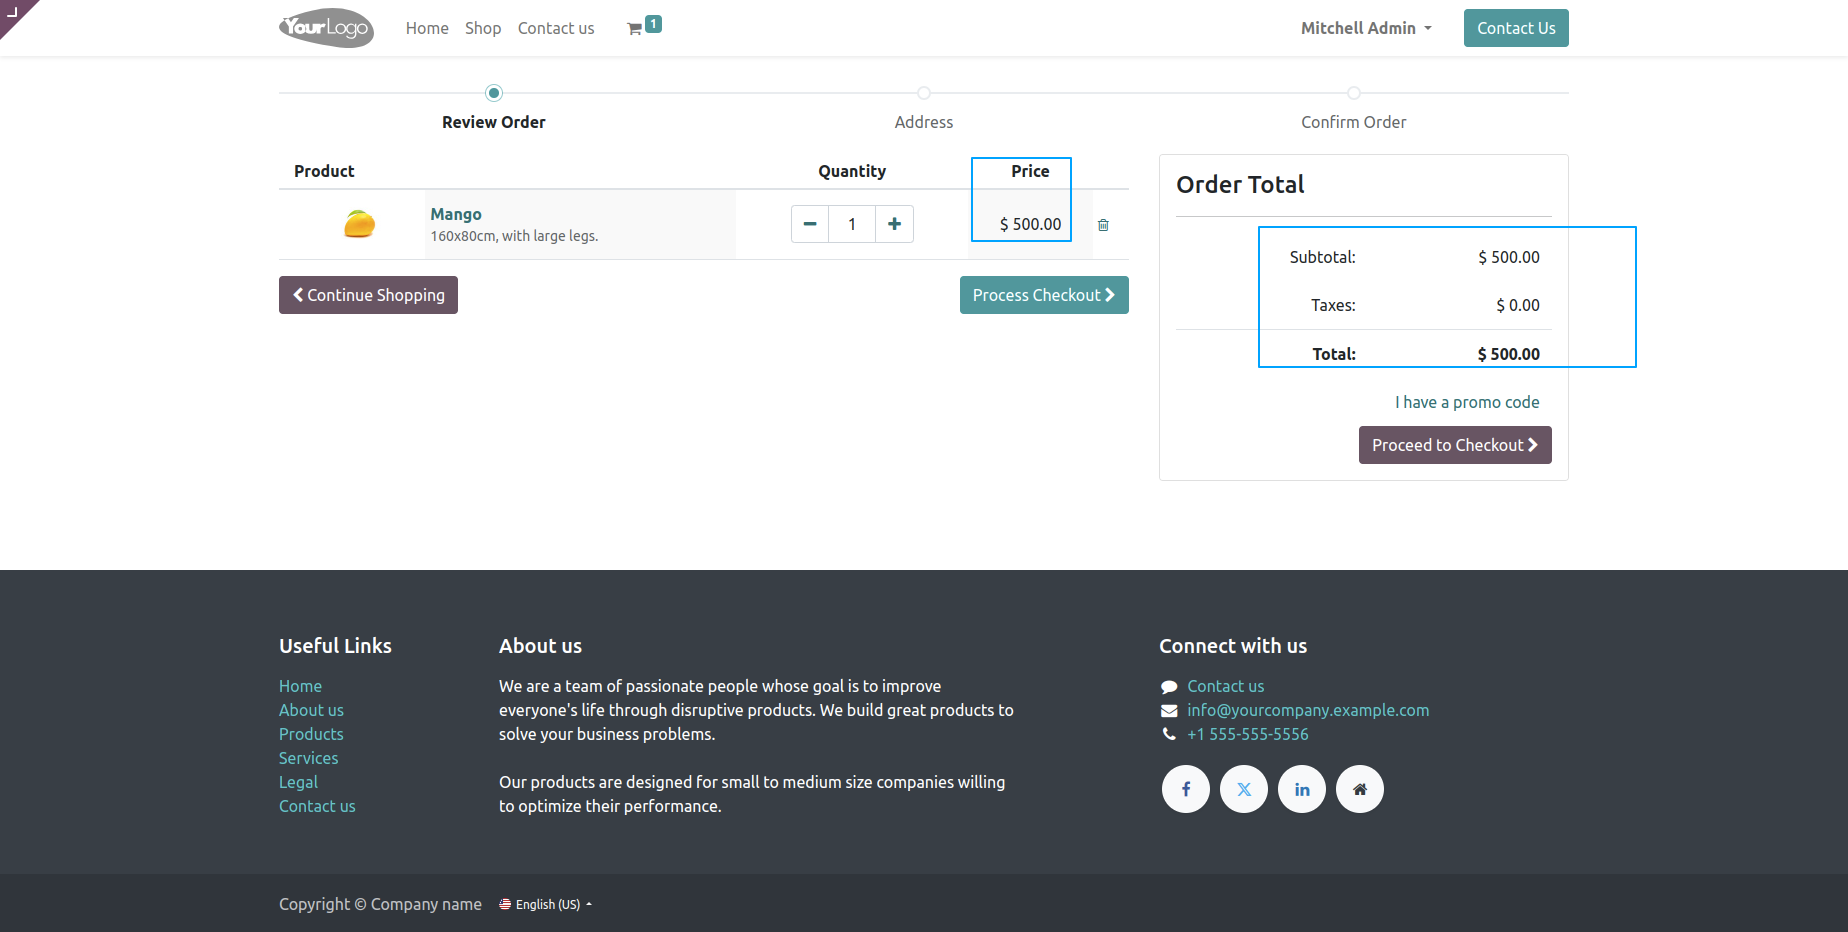 YourLogo
Home Shop Contact us 1
Mitchell Admin
Contact Us
Review Order
Address
Confirm Order
Product Quantity Price
Mango
160x80cm, with large legs.
1
$ 500.00
Continue Shopping
Process Checkout
Order Total
Subtotal: $ 500.00
Taxes: $ 0.00
Total: $ 500.00
I have a promo code
Proceed to Checkout
Useful Links
Home
About us
Products
Services
Legal
Contact us
About us
We are a team of passionate people whose goal is to improve
everyone's life through disruptive products. We build great products to
solve your business problems.
Our products are designed for small to medium size companies willing
to optimize their performance.
Connect with us
Contact us
info@yourcompany.example.com
+1 555-555-5556
Copyright © Company name English (US)